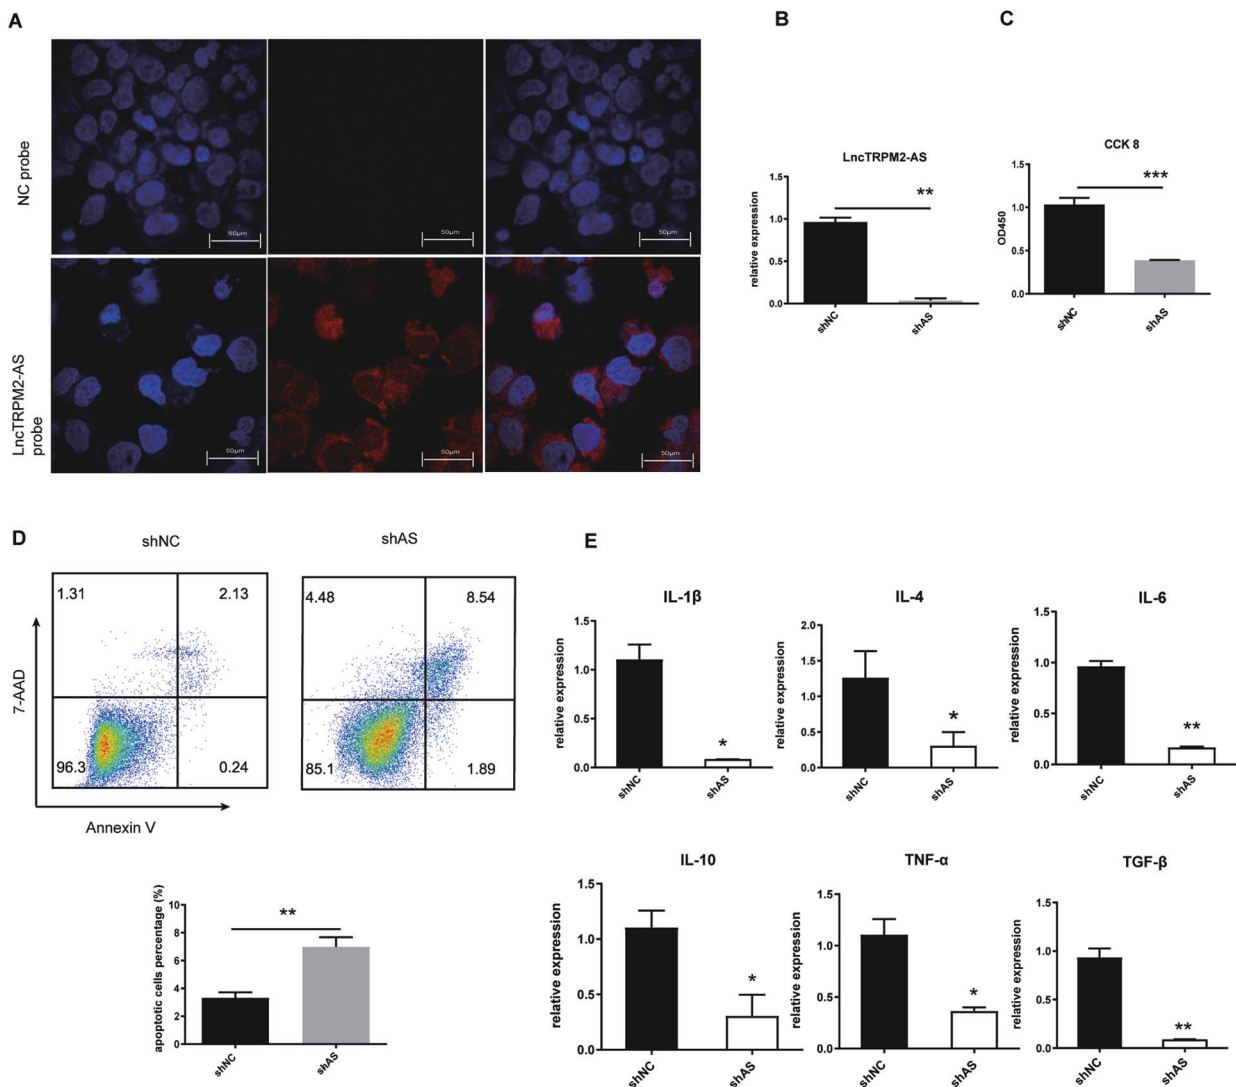 A
NC probe
50µm
50µm
50µm
LncTRPM2-AS
probe
50µm
50µm
50µm
B
LncTRPM2-AS
relative expression
1.5
1.0
0.5
0.0
**
shNC
shAS
C
CCK 8
OD450
1.5
1.0
0.5
0.0
***
shNC
shAS
D
shNC
shAS
1.31
2.13
96.3
0.24
4.48
8.54
85.1
1.89
7-AAD
Annexin V
apoptotic cells percentage (%)
10
8
6
4
2
0
**
shNC
shAS
E
IL-1β
relative expression
1.5
1.0
0.5
0.0
*
shNC
shAS
IL-4
relative expression
2.0
1.5
1.0
0.5
0.0
*
shNC
shAS
IL-6
relative expression
1.5
1.0
0.5
0.0
**
shNC
shAS
IL-10
relative expression
1.5
1.0
0.5
0.0
*
shNC
shAS
TNF-α
relative expression
1.5
1.0
0.5
0.0
*
shNC
shAS
TGF-β
relative expression
1.5
1.0
0.5
0.0
**
shNC
shAS